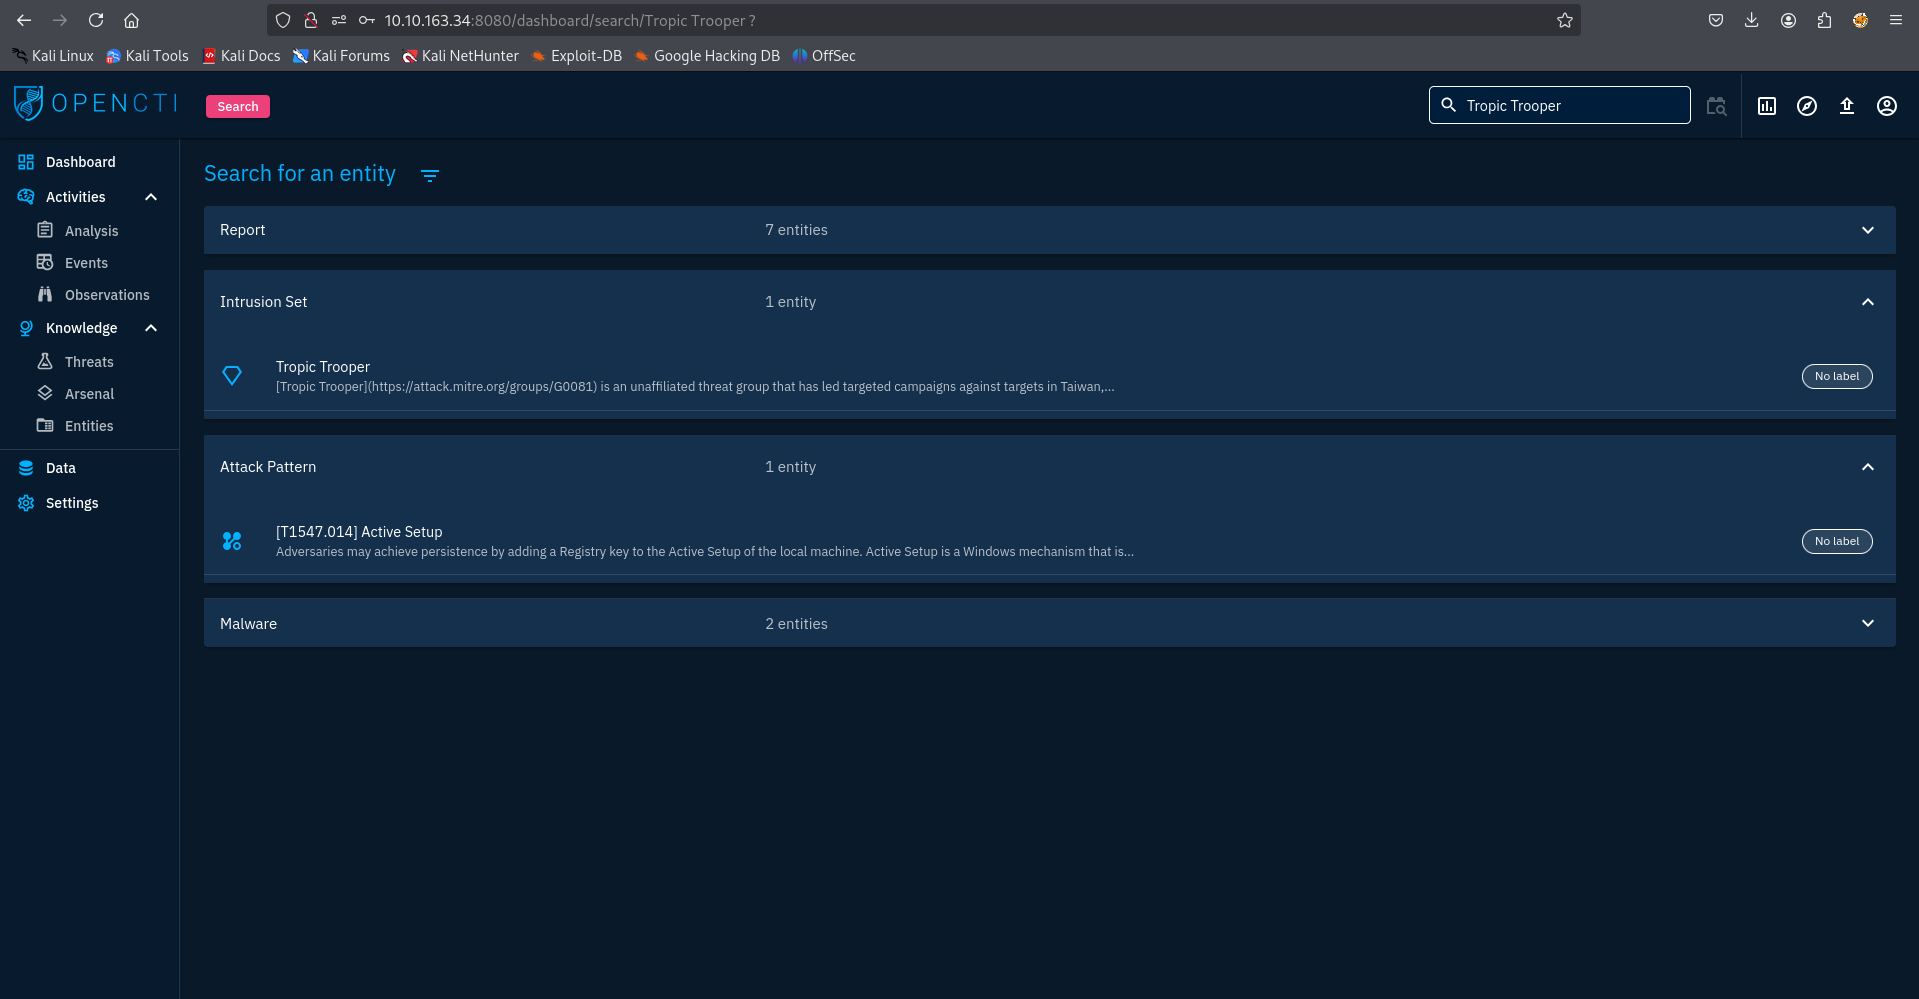 10.10.163.34:8080/dashboard/search/Tropic Trooper ?
Kali Linux Kali Tools Kali Docs Kali Forums Kali NetHunter Exploit-DB Google Hacking DB OffSec
OPENCTI Search Tropic Trooper
Dashboard
Activities
Analysis
Events
Observations
Knowledge
Threats
Arsenal
Entities
Data
Settings
Search for an entity
Report 7 entities
Intrusion Set 1 entity
Tropic Trooper
[Tropic Trooper](https://attack.mitre.org/groups/G0081) is an unaffiliated threat group that has led targeted campaigns against targets in Taiwan,...
No label
Attack Pattern 1 entity
[T1547.014] Active Setup
Adversaries may achieve persistence by adding a Registry key to the Active Setup of the local machine. Active Setup is a Windows mechanism that is...
No label
Malware 2 entities